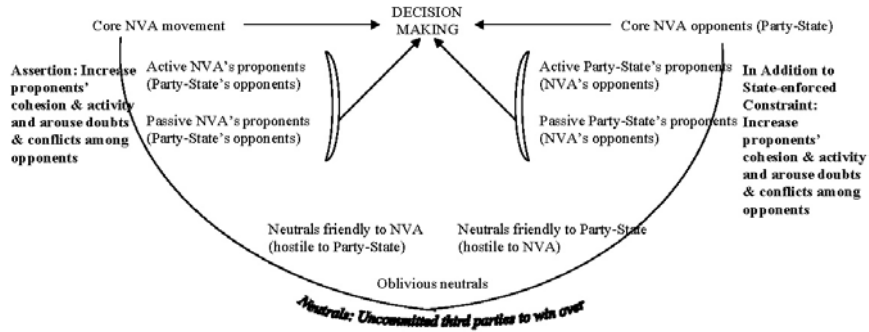 DECISION
MAKING
Core NVA movement
Core NVA opponents (Party-State)
Assertion: Increase
proponents'
cohesion & activity
and arouse doubts
& conflicts among
opponents
Active NVA's proponents
(Party-State's opponents)
Passive NVA's proponents
(Party-State's opponents)
Active Party-State's proponents
(NVA's opponents)
Passive Party-State's proponents
(NVA's opponents)
In Addition to
State-enforced
Constraint:
Increase
proponents'
cohesion & activity
and arouse doubts
& conflicts among
opponents
Neutrals friendly to NVA
(hostile to Party-State)
Neutrals friendly to Party-State
(hostile to NVA)
Oblivious neutrals
Neutrals: Uncommitted third parties to win over